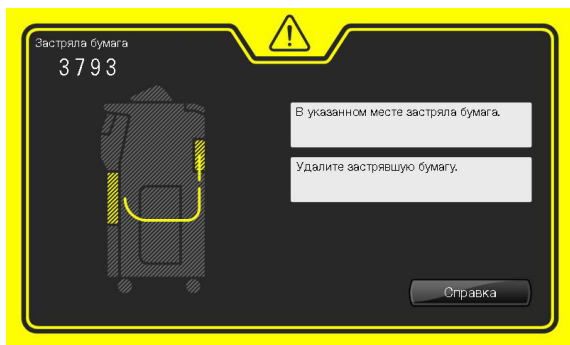 Застряла бумага
3793
В указанном месте застряла бумага.
Удалите застрявшую бумагу.
Справка